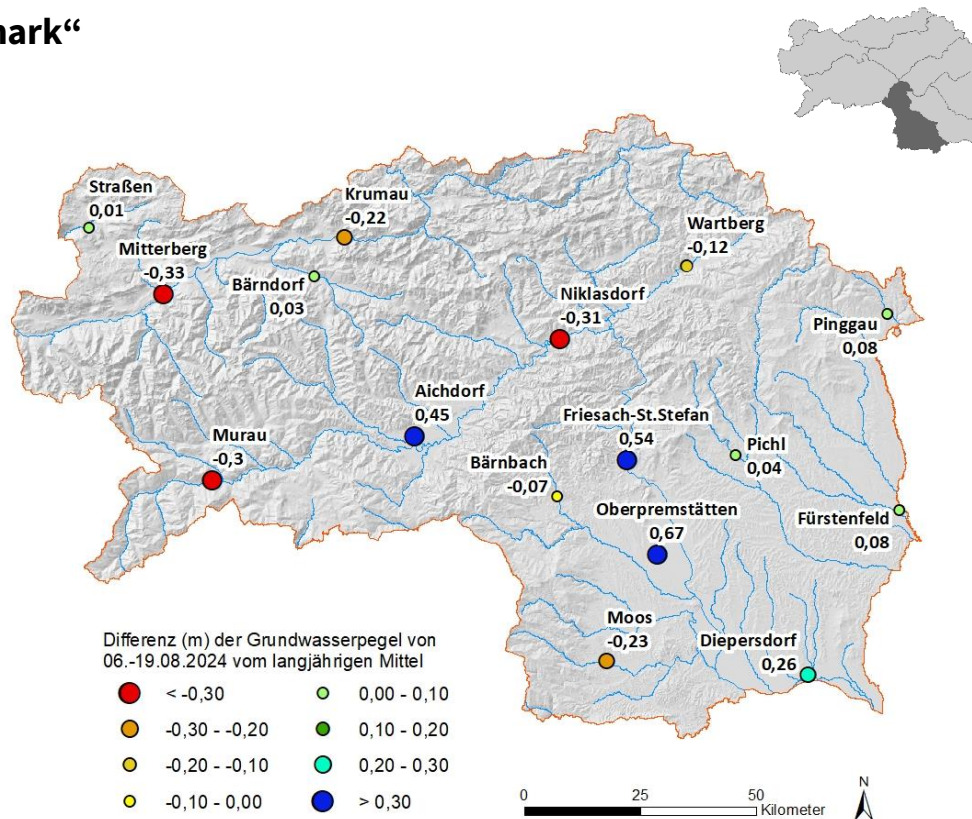 nark“
Straßen
0,01
Krumau
-0,22
Wartberg
-0,12
Mitterberg
-0,33
Bärndorf
0,03
Niklasdorf
-0,31
Pinggau
0,08
Aichdorf
0,45
Friesach-St.Stefan
0,54
Murau
-0,3
Pichl
0,04
Bärnbach
-0,07
Oberpremstätten
0,67
Fürstenfeld
0,08
Moos
-0,23
Diepersdorf
0,26
Differenz (m) der Grundwasserpegel von
06.-19.08.2024 vom langjährigen Mittel
< -0,30
-0,30 - -0,20
-0,20 - -0,10
-0,10 - 0,00
0,00 - 0,10
0,10 - 0,20
0,20 - 0,30
> 0,30
0 25 50
Kilometer
N